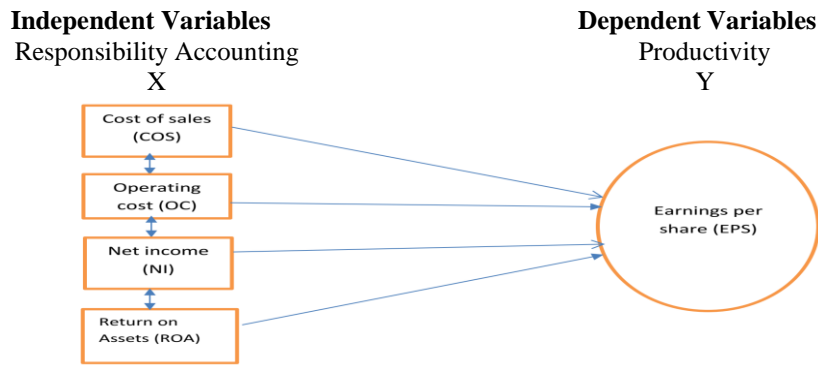 Independent Variables
Responsibility Accounting
X
Dependent Variables
Productivity
Y
Cost of sales
(COS)
Operating
cost (OC)
Net income
(NI)
Return on
Assets (ROA)
Earnings per
share (EPS)